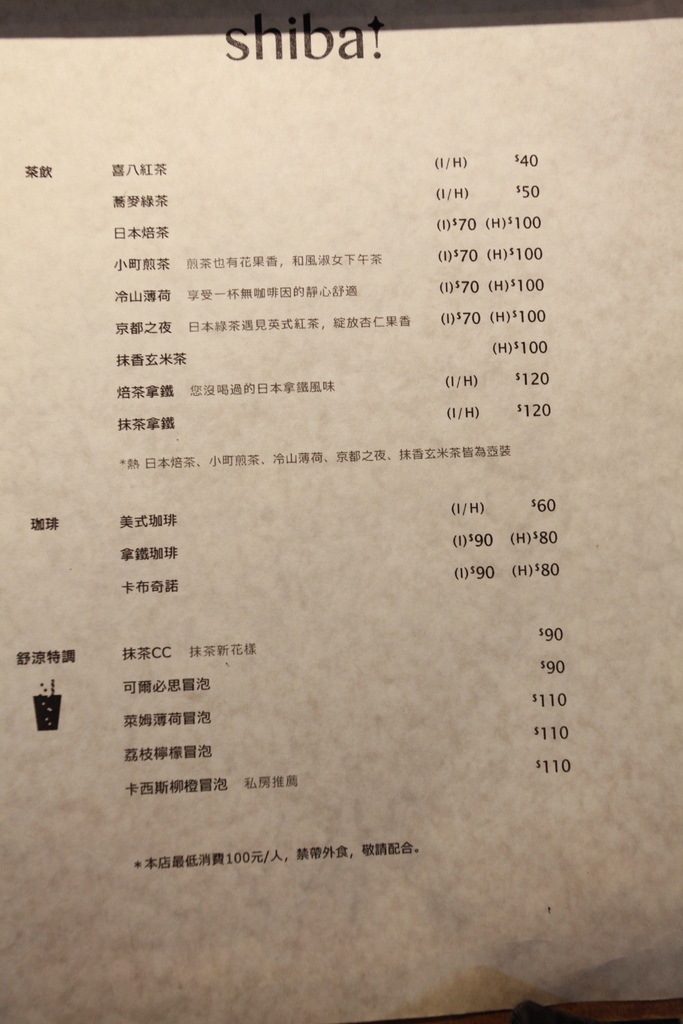 shiba!
茶飲 喜八紅茶 (I/H) $40
蕎麥綠茶 (I/H) $50
日本焙茶 (I)$70 (H)$100
小町煎茶 煎茶也有花果香，和風淑女下午茶 (I)$70 (H)$100
冷山薄荷 享受一杯無咖啡因的靜心舒適 (I)$70 (H)$100
京都之夜 日本綠茶遇見英式紅茶，綻放杏仁果香 (I)$70 (H)$100
抹香玄米茶 (H)$100
焙茶拿鐵 您沒喝過的日本拿鐵風味 (I/H) $120
抹茶拿鐵 (I/H) $120
*熱 日本焙茶、小町煎茶、冷山薄荷、京都之夜、抹香玄米茶皆為壺裝
珈琲 美式珈琲 (I/H) $60
拿鐵珈琲 (I)$90 (H)$80
卡布奇諾 (I)$90 (H)$80
舒涼特調 抹茶CC 抹茶新花樣 $90
可爾必思冒泡 $90
萊姆薄荷冒泡 $110
荔枝檸檬冒泡 $110
卡西斯柳橙冒泡 私房推薦 $110
*本店最低消費100元/人，禁帶外食，敬請配合。